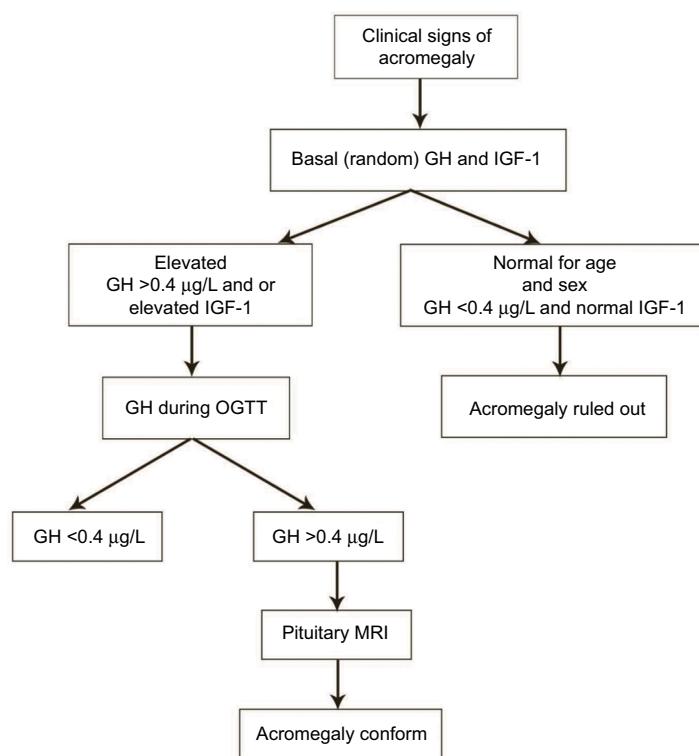 Clinical signs of
acromegaly
Basal (random) GH and IGF-1
Elevated
GH >0.4 μg/L and or
elevated IGF-1
Normal for age
and sex
GH <0.4 μg/L and normal IGF-1
GH during OGTT
Acromegaly ruled out
GH <0.4 μg/L
GH >0.4 μg/L
Pituitary MRI
Acromegaly conform